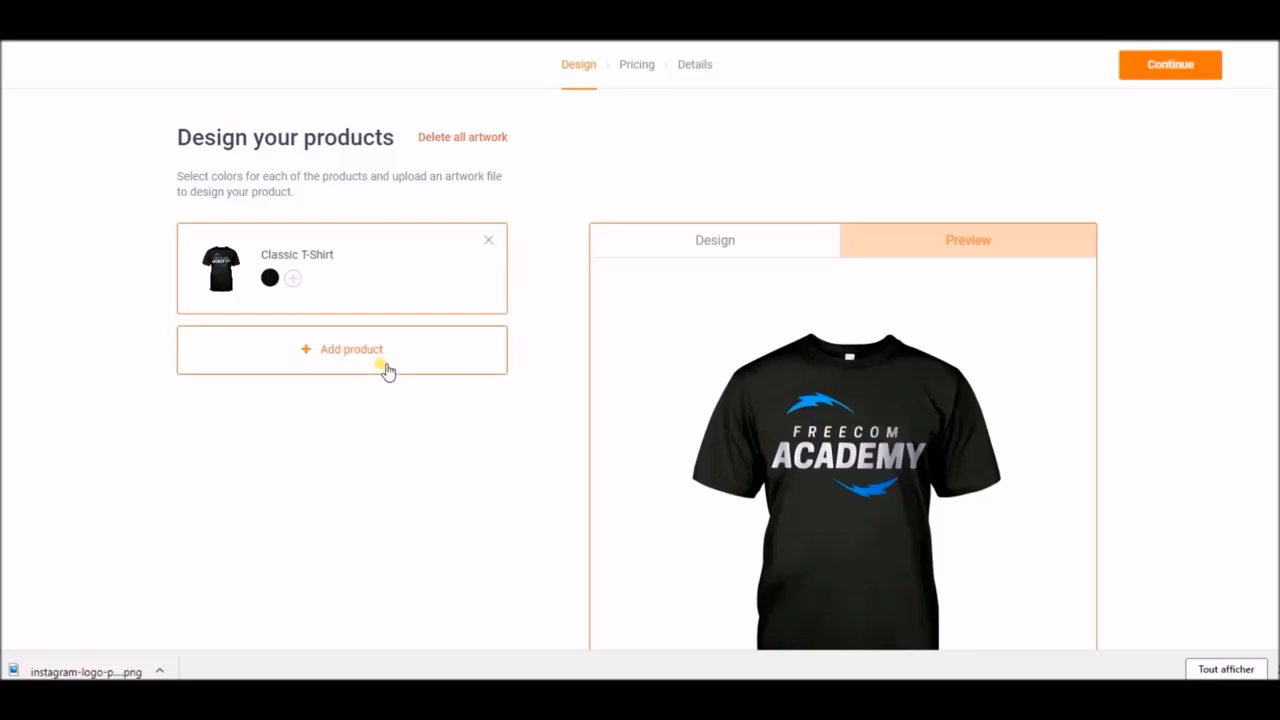 Design
Pricing
Details
Continue
Design your products
Delete all artwork
Select colors for each of the products and upload an artwork file
to design your product.
Classic T-Shirt
+ Add product
Design
Preview
FREECOM
ACADEMY
instagram-logo-p....png
Tout afficher